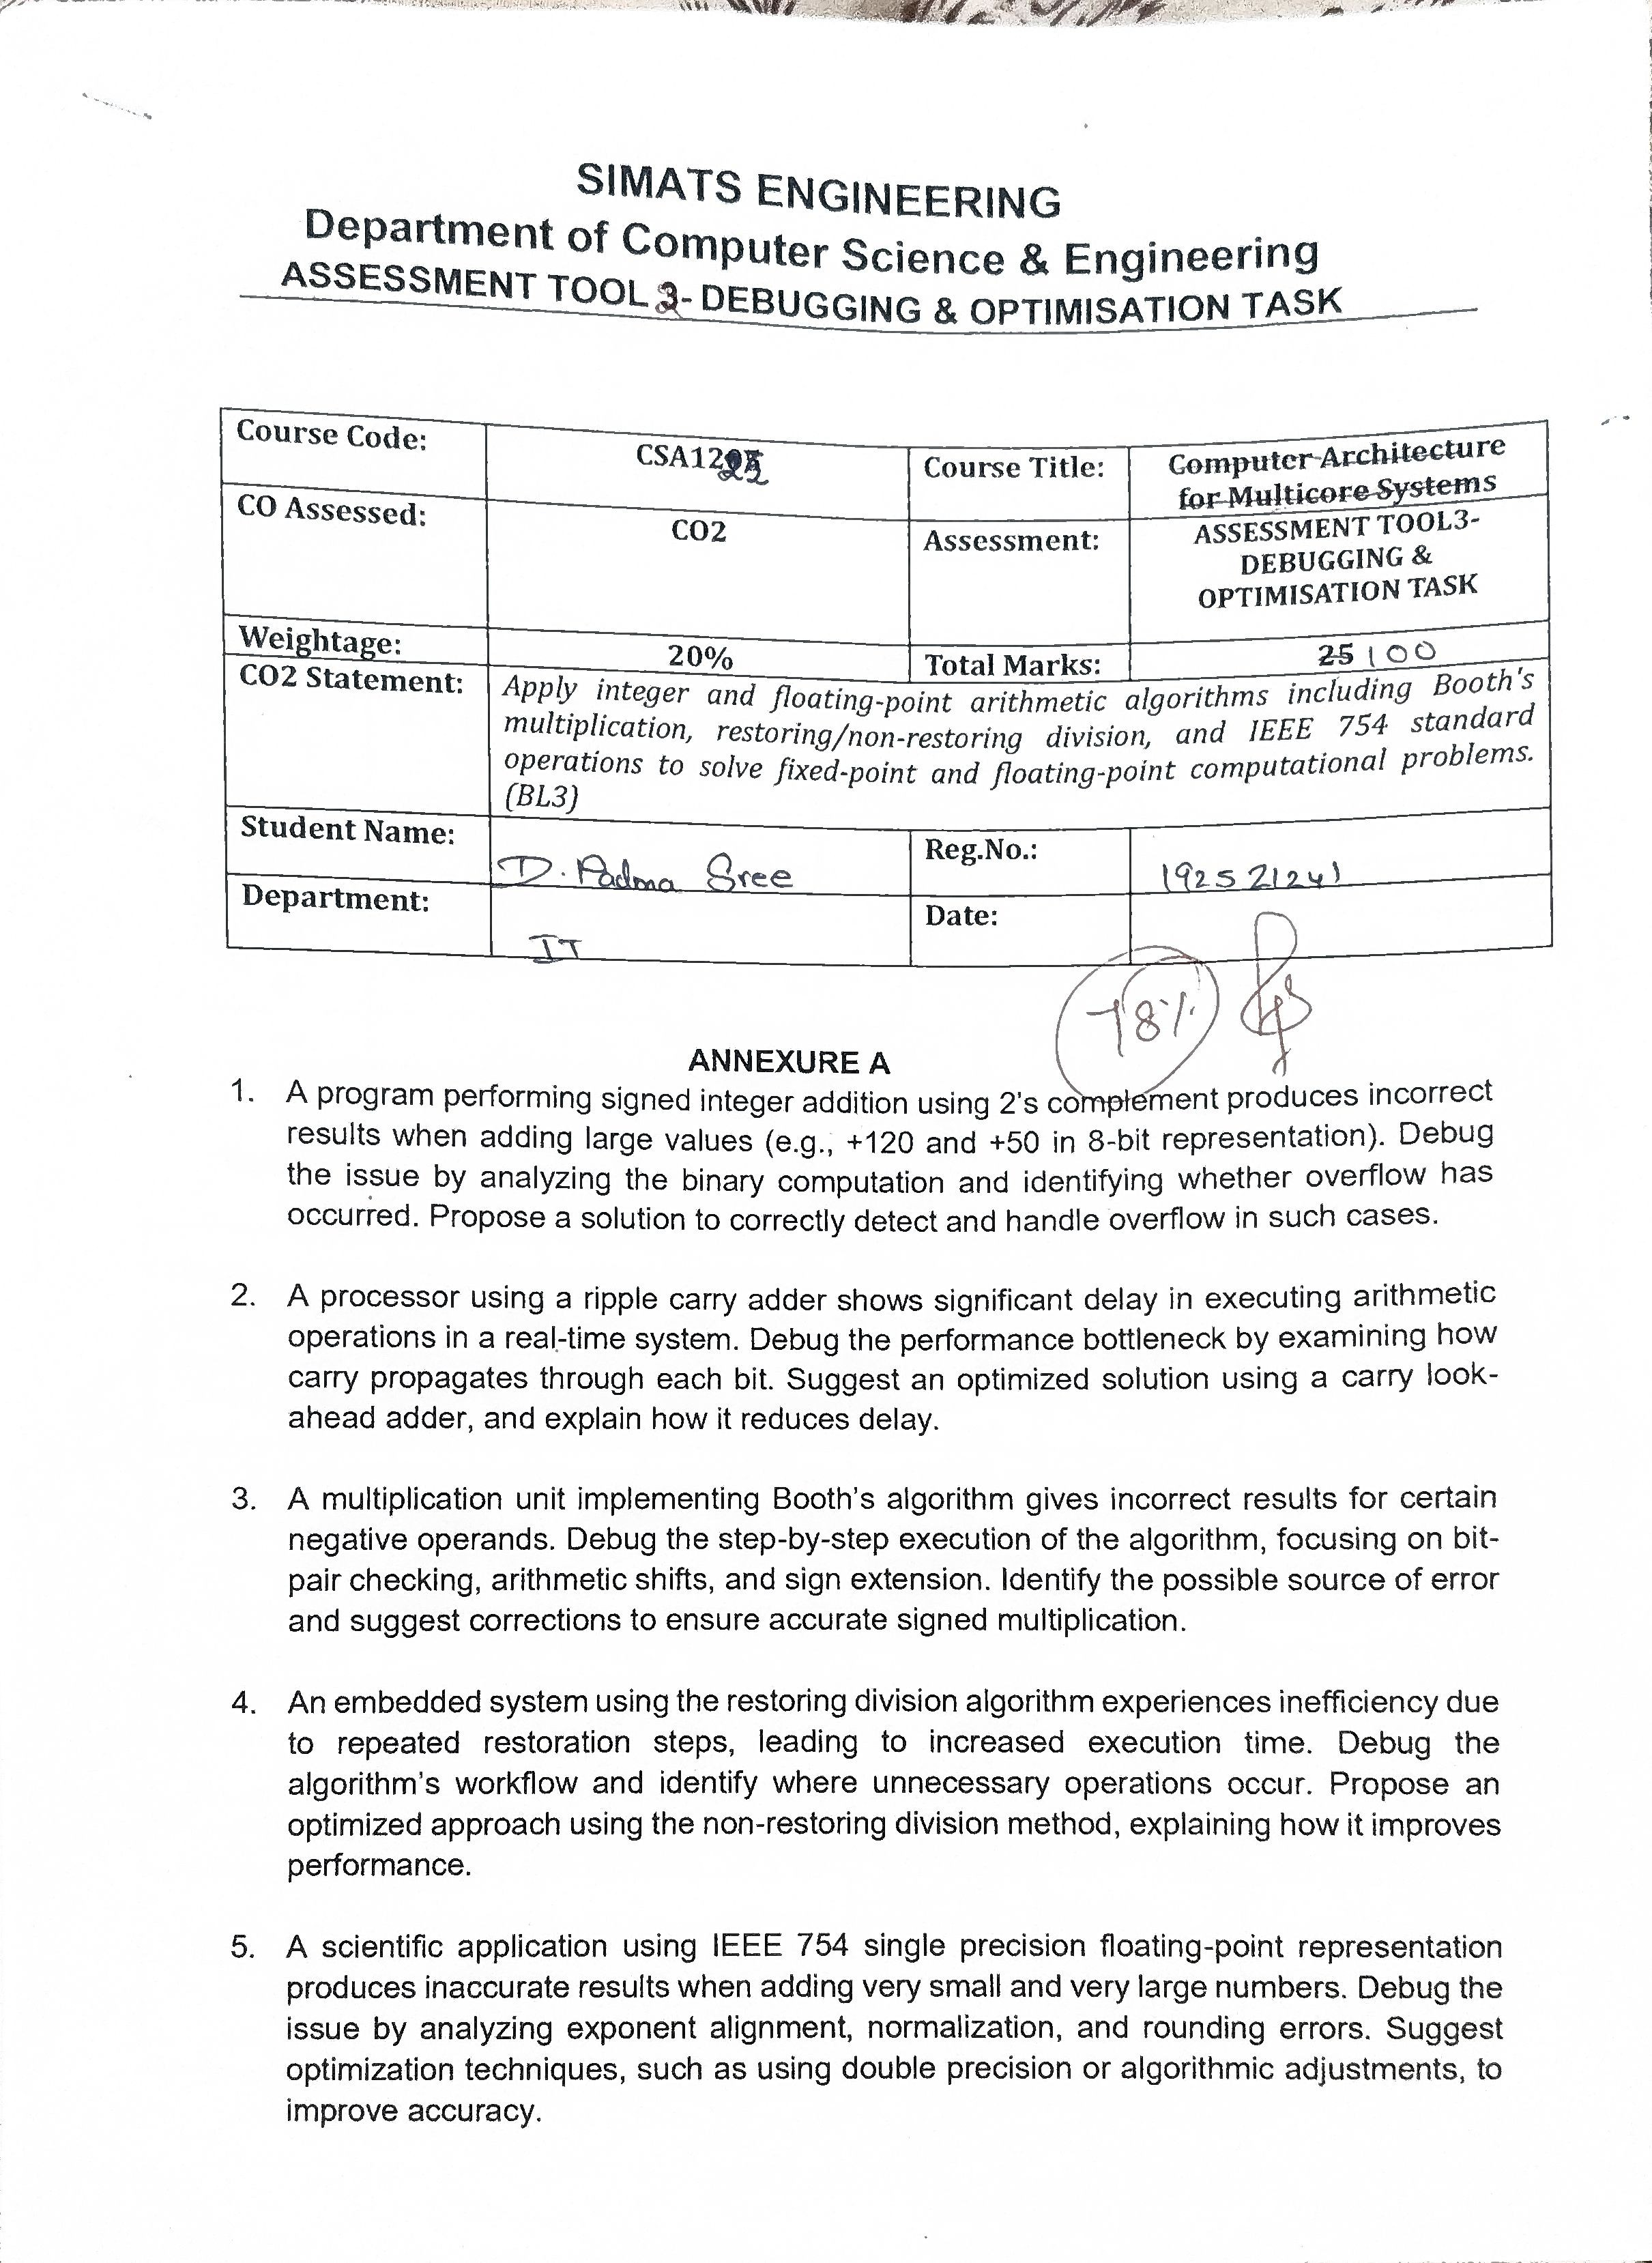 SIMATS ENGINEERING
Department of Computer Science & Engineering
ASSESSMENT TOOL 2- DEBUGGING & OPTIMISATION TASK
Course Code:
CSA1222
Course Title:
Computer Architecture
for Multicore Systems
CO Assessed:
CO2
Assessment:
ASSESSMENT TOOL3-
DEBUGGING &
OPTIMISATION TASK
Weightage:
20%
Total Marks:
25 100
CO2 Statement:
Apply integer and floating-point arithmetic algorithms including Booth's
multiplication, restoring/non-restoring division, and IEEE 754 standard
operations to solve fixed-point and floating-point computational problems.
(BL3)
Student Name:
D. Padma Sree
Reg.No.:
192521241
Department:
IT
Date:
78%
ANNEXURE A
1. A program performing signed integer addition using 2's complement produces incorrect
results when adding large values (e.g., +120 and +50 in 8-bit representation). Debug
the issue by analyzing the binary computation and identifying whether overflow has
occurred. Propose a solution to correctly detect and handle overflow in such cases.
2. A processor using a ripple carry adder shows significant delay in executing arithmetic
operations in a real-time system. Debug the performance bottleneck by examining how
carry propagates through each bit. Suggest an optimized solution using a carry look-
ahead adder, and explain how it reduces delay.
3. A multiplication unit implementing Booth's algorithm gives incorrect results for certain
negative operands. Debug the step-by-step execution of the algorithm, focusing on bit-
pair checking, arithmetic shifts, and sign extension. Identify the possible source of error
and suggest corrections to ensure accurate signed multiplication.
4. An embedded system using the restoring division algorithm experiences inefficiency due
to repeated restoration steps, leading to increased execution time. Debug the
algorithm's workflow and identify where unnecessary operations occur. Propose an
optimized approach using the non-restoring division method, explaining how it improves
performance.
5. A scientific application using IEEE 754 single precision floating-point representation
produces inaccurate results when adding very small and very large numbers. Debug the
issue by analyzing exponent alignment, normalization, and rounding errors. Suggest
optimization techniques, such as using double precision or algorithmic adjustments, to
improve accuracy.